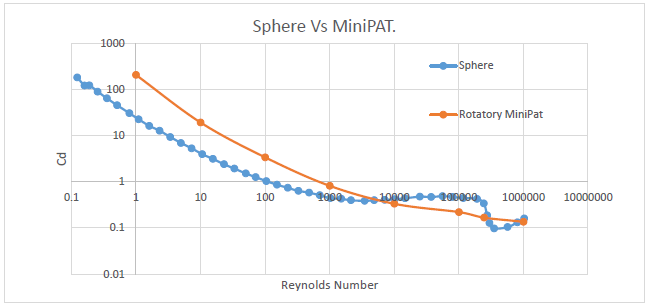 Sphere Vs MiniPAT.
1000
Sphere
100
Rotatory MiniPat
10
Cd
1
0.1 1 10 100 1000 10000 100000 1000000 10000000
0.1
0.01
Reynolds Number